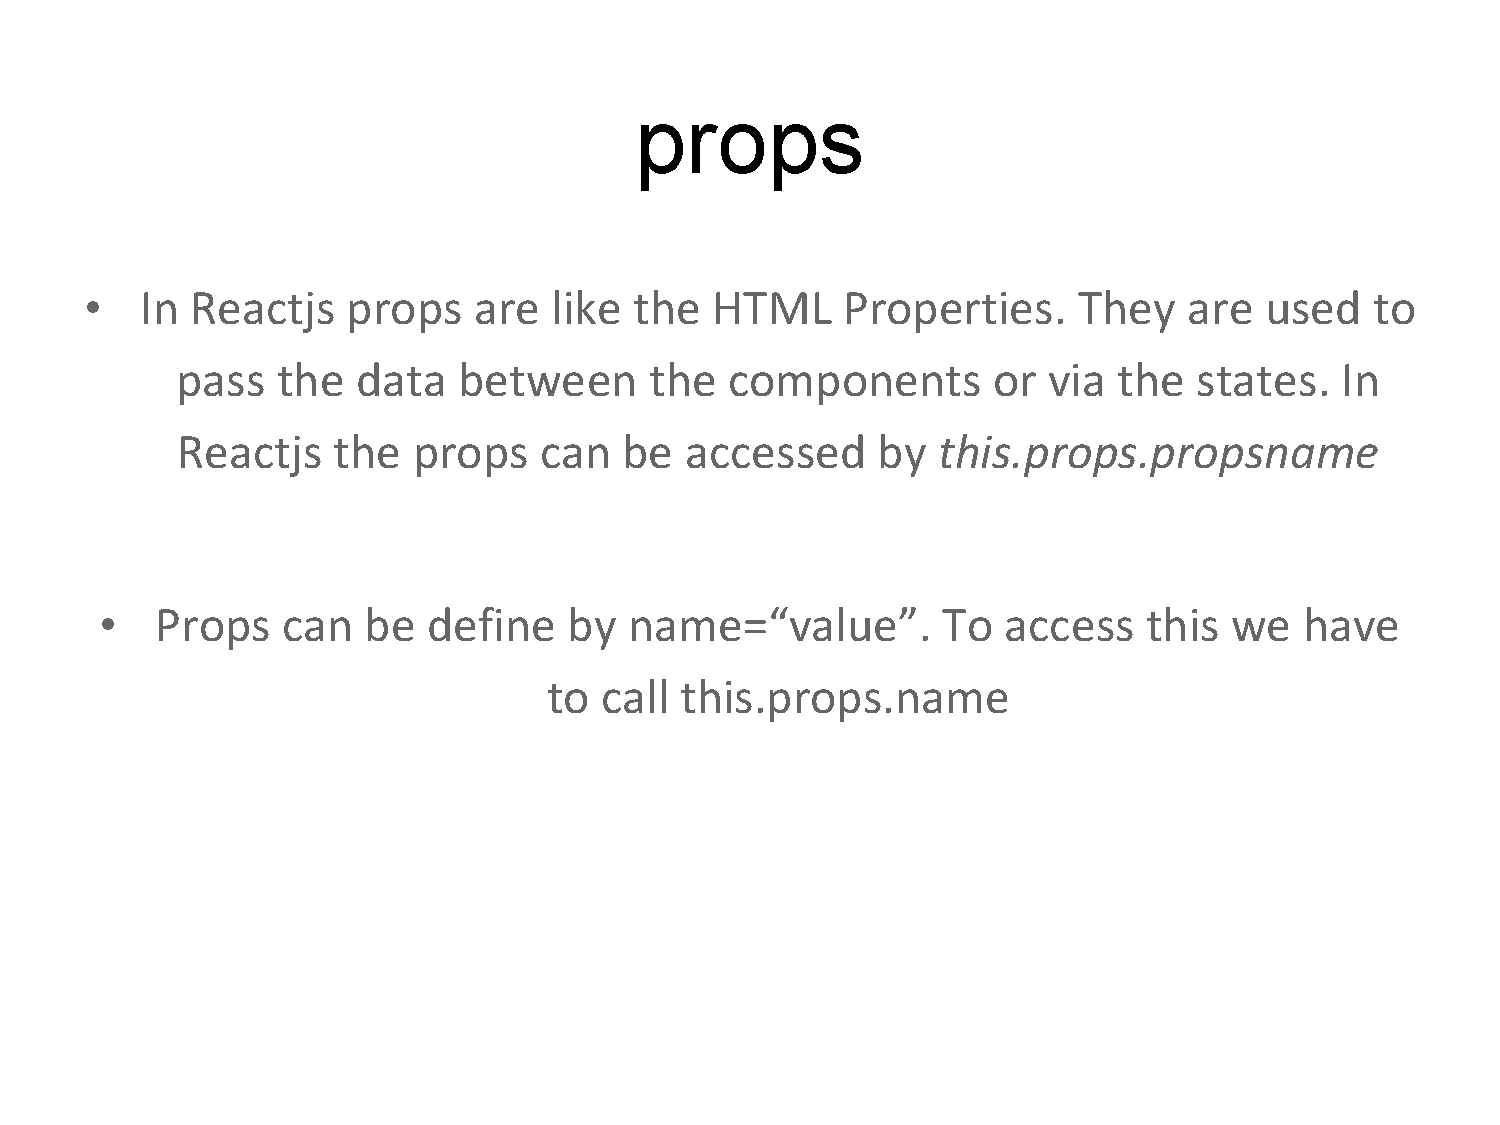 props
• In Reactjs props are like the HTML Properties. They are used to
pass the data between the components or via the states. In
Reactjs the props can be accessed by this.props.propsname
• Props can be define by name=“value”. To access this we have
to call this.props.name